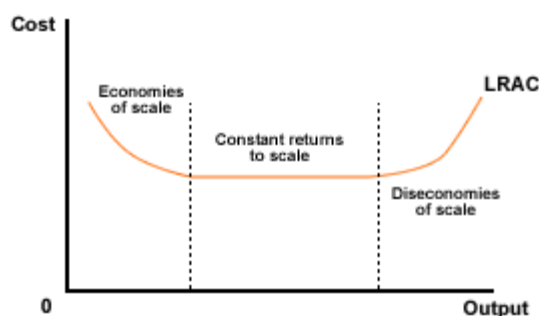 Cost
LRAC
Economies
of scale
Constant returns
to scale
Diseconomies
of scale
0
Output